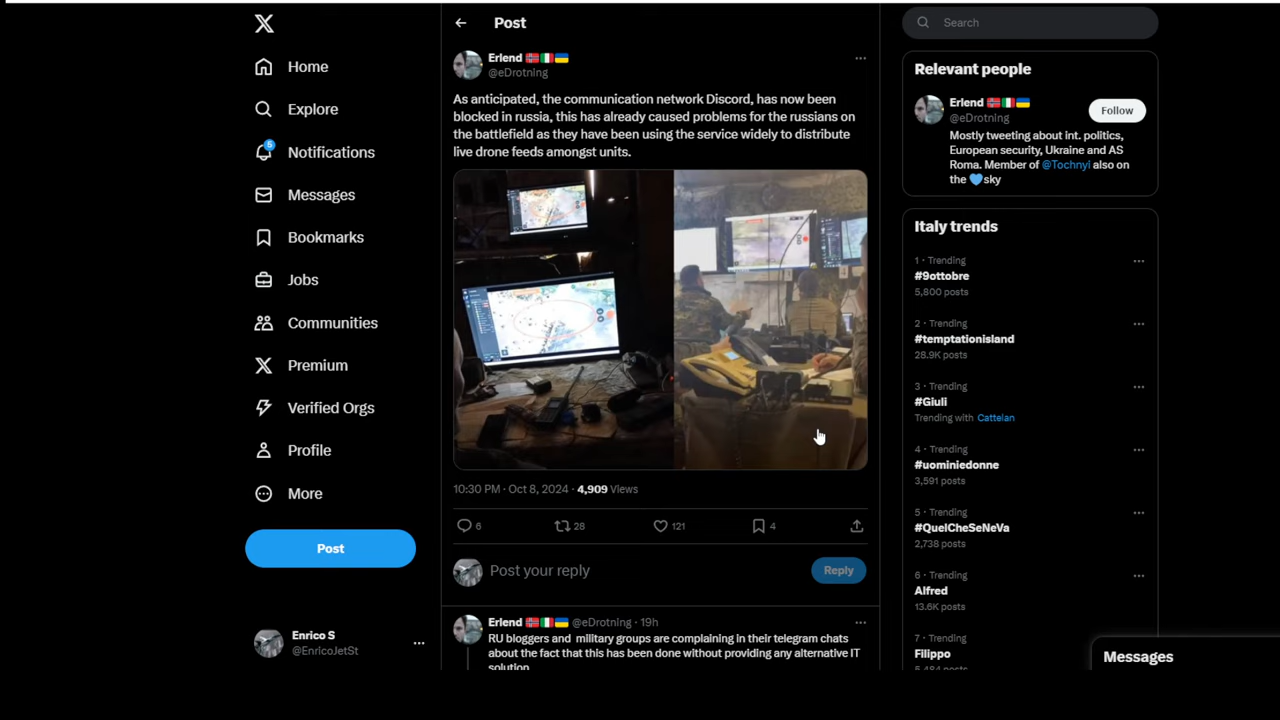 Home
Explore
5
Notifications
Messages
Bookmarks
Jobs
Communities
Premium
Verified Orgs
Profile
More
Post
Enrico S
@EnricoJetSt
Post
Erlend
@eDrotning
As anticipated, the communication network Discord, has now been
blocked in russia, this has already caused problems for the russians on
the battlefield as they have been using the service widely to distribute
live drone feeds amongst units.
10:30 PM · Oct 8, 2024 · 4,909 Views
6 28 121 4
Post your reply
Reply
Erlend @eDrotning · 19h
RU bloggers and military groups are complaining in their telegram chats
about the fact that this has been done without providing any alternative IT
solution
Search
Relevant people
Erlend
@eDrotning
Follow
Mostly tweeting about int. politics,
European security, Ukraine and AS
Roma. Member of @Tochnyi also on
the 💙sky
Italy trends
1 · Trending
#9ottobre
5,800 posts
2 · Trending
#temptationisland
28.9K posts
3 · Trending
#Giuli
Trending with Cattelan
4 · Trending
#uominiedonne
3,591 posts
5 · Trending
#QuelCheSeNeVa
2,738 posts
6 · Trending
Alfred
13.6K posts
7 · Trending
Filippo
5,484 posts
Messages